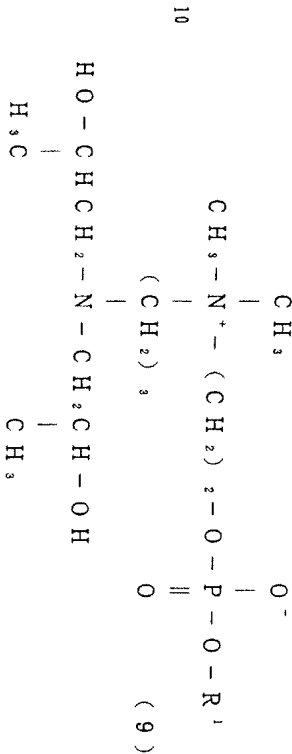 CH₃ O⁻
| |
10 CH₃-N⁺-(CH₂)₂-O-P-O-R¹
| ‖
(CH₂)₃ O (9)
|
HO-CHCH₂-N-CH₂CH-OH
| |
H₃C CH₃